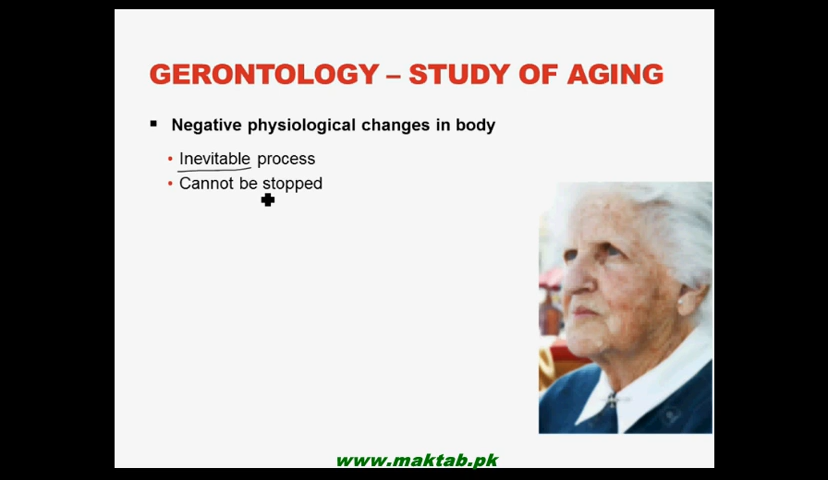 GERONTOLOGY – STUDY OF AGING
Negative physiological changes in body
Inevitable process
Cannot be stopped
www.maktab.pk